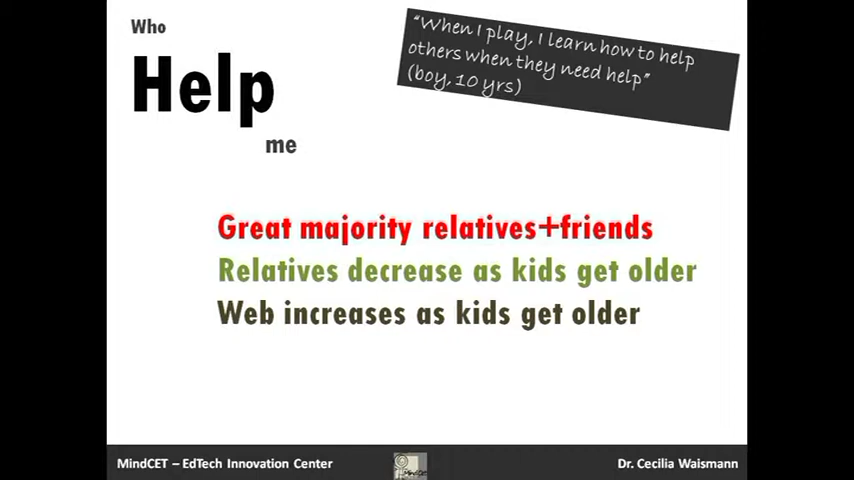 Who
Help
me
“When I play, I learn how to help
others when they need help”
(boy, 10 yrs)
Great majority relatives+friends
Relatives decrease as kids get older
Web increases as kids get older
MindCET – EdTech Innovation Center
Dr. Cecilia Waismann